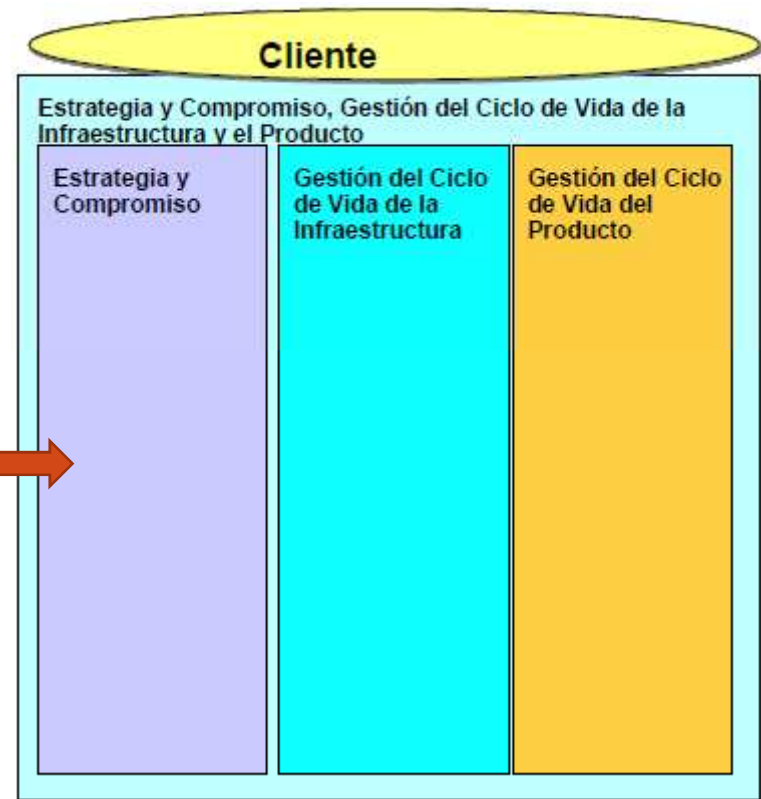 Cliente
Estrategia y Compromiso, Gestión del Ciclo de Vida de la
Infraestructura y el Producto
Estrategia y
Compromiso
Gestión del Ciclo
de Vida de la
Infraestructura
Gestión del Ciclo
de Vida del
Producto